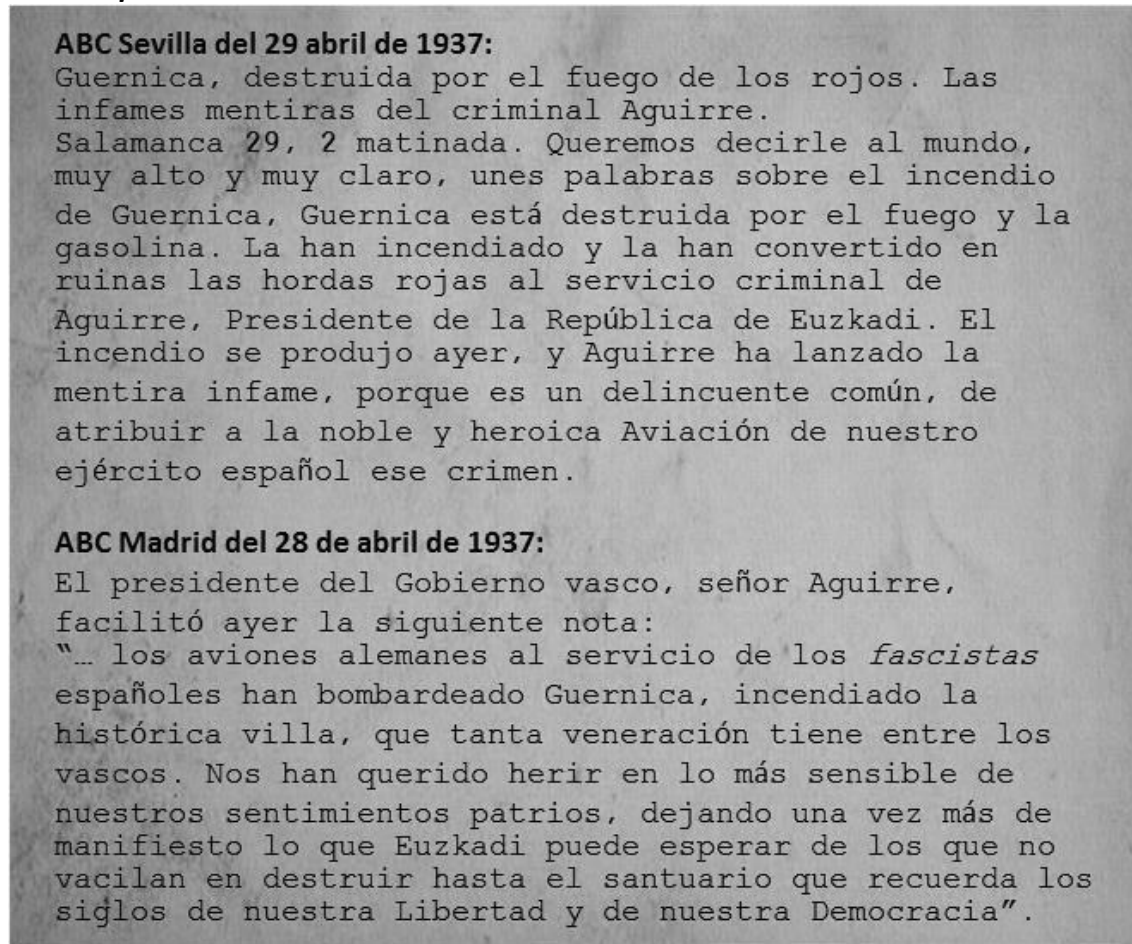 ABC Sevilla del 29 abril de 1937:
Guernica, destruida por el fuego de los rojos. Las
infames mentiras del criminal Aguirre.
Salamanca 29, 2 matinada. Queremos decirle al mundo,
muy alto y muy claro, unes palabras sobre el incendio
de Guernica, Guernica está destruida por el fuego y la
gasolina. La han incendiado y la han convertido en
ruinas las hordas rojas al servicio criminal de
Aguirre, Presidente de la República de Euzkadi. El
incendio se produjo ayer, y Aguirre ha lanzado la
mentira infame, porque es un delincuente común, de
atribuir a la noble y heroica Aviación de nuestro
ejército español ese crimen.
ABC Madrid del 28 de abril de 1937:
El presidente del Gobierno vasco, señor Aguirre,
facilitó ayer la siguiente nota:
“… los aviones alemanes al servicio de los fascistas
españoles han bombardeado Guernica, incendiado la
histórica villa, que tanta veneración tiene entre los
vascos. Nos han querido herir en lo más sensible de
nuestros sentimientos patrios, dejando una vez más de
manifiesto lo que Euzkadi puede esperar de los que no
vacilan en destruir hasta el santuario que recuerda los
siglos de nuestra Libertad y de nuestra Democracia”.